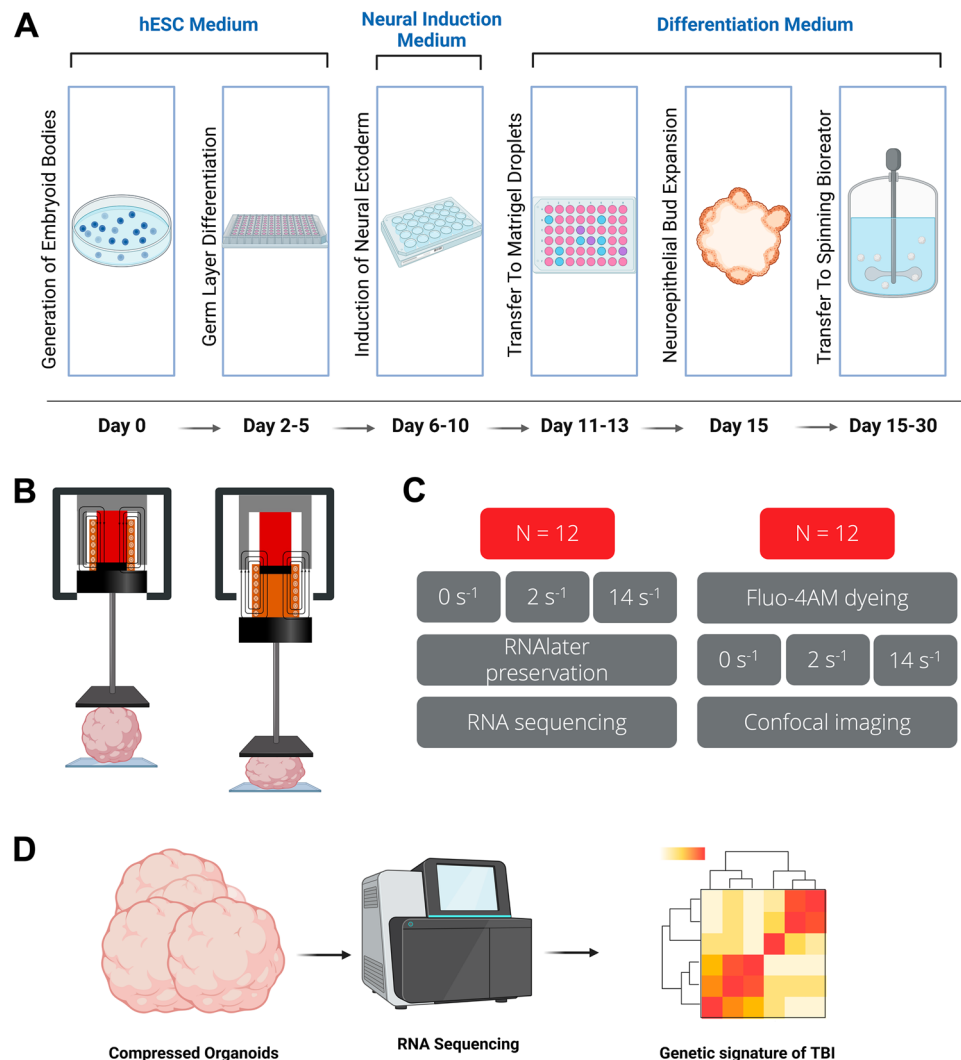 A
hESC Medium
Neural Induction
Medium
Differentiation Medium
Generation of Embryoid Bodies
Germ Layer Differentiation
Induction of Neural Ectoderm
Transfer To Matrigel Droplets
Neuroepithelial Bud Expansion
Transfer To Spinning Bioreator
Day 0
Day 2-5
Day 6-10
Day 11-13
Day 15
Day 15-30
B
C
N = 12
N = 12
0 s⁻¹
2 s⁻¹
14 s⁻¹
Fluo-4AM dyeing
RNAlater
preservation
0 s⁻¹
2 s⁻¹
14 s⁻¹
RNA sequencing
Confocal imaging
D
Compressed Organoids
RNA Sequencing
Genetic signature of TBI